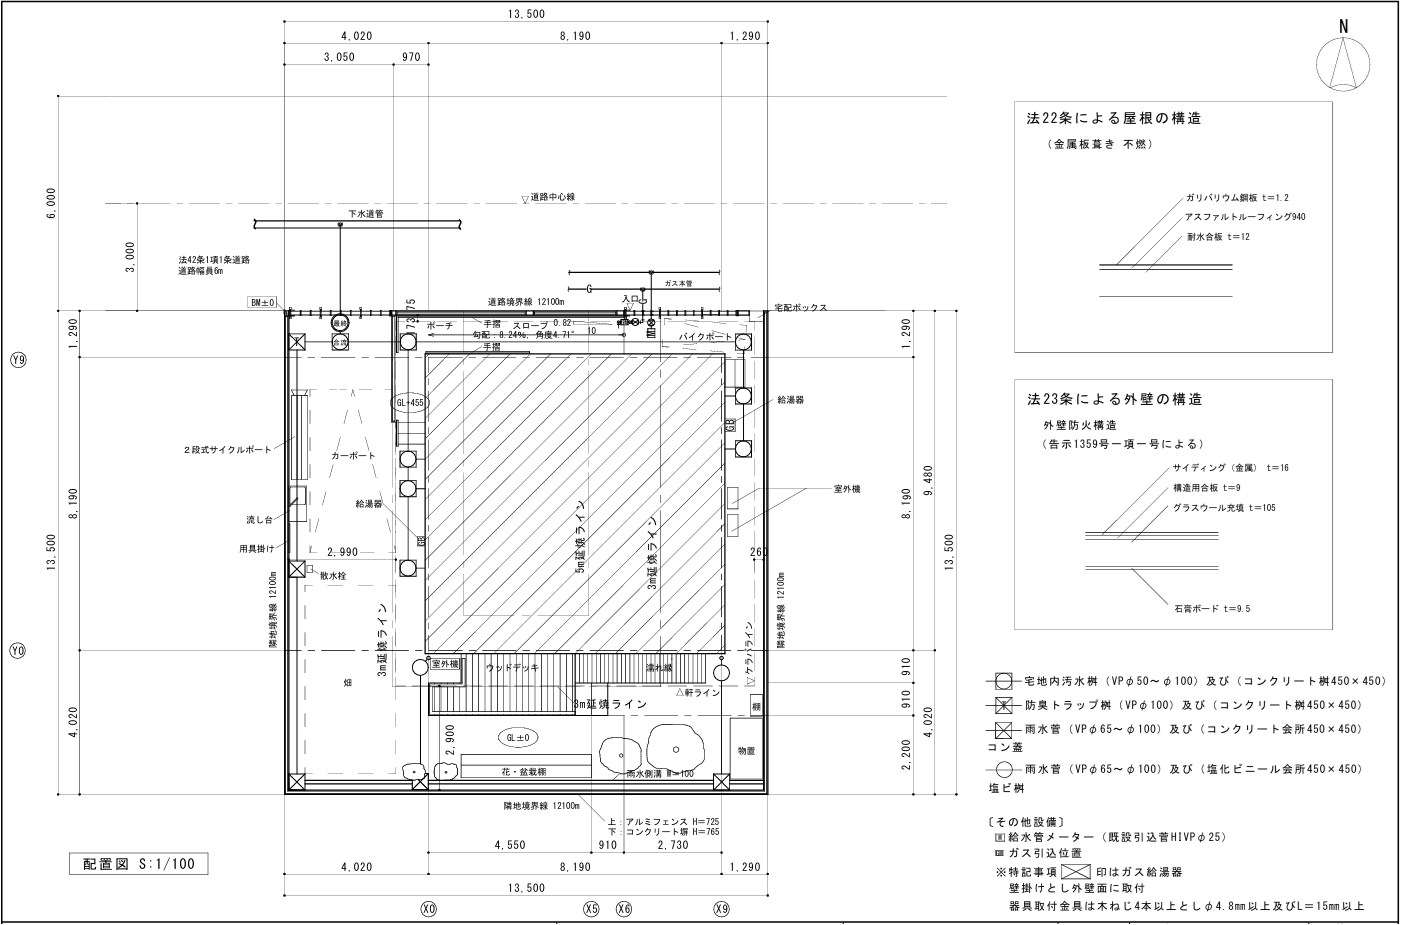 13,500
4,020
8,190
1,290
3,050
970
N
法22条による屋根の構造
(金属板葺き 不燃)
ガリバリウム鋼板 t=1.2
アスファルトルーフィング940
耐水合板 t=12
6,000
3,000
▽道路中心線
下水道管
法42条1項1条道路
道路幅員6m
BM±0
道路境界線 12100m
ガス本管
G
入口
宅配ボックス
最終
合流
ポーチ
手摺
スロープ
0.82
10
勾配:8.24%, 角度4.71°
手摺
バイクポート
1,290
1,290
Y9
GL+455
給湯器
GB
2段式サイクルポート
カーポート
給湯器
GB
室外機
流し台
用具掛け
2,990
散水栓
260
5m延焼ライン
3m延焼ライン
3m延焼ライン
8,190
13,500
8,190
9,480
13,500
隣地境界線 12100m
隣地境界線 12100m
ケラバライン
Y0
室外機
ウッドデッキ
濡れ縁
△軒ライン
3m延焼ライン
畑
棚
物置
GL±0
2,900
花・盆栽棚
雨水側溝 W=100
4,020
910
910
2,200
4,020
隣地境界線 12100m
上:アルミフェンス H=725
下:コンクリート塀 H=765
4,550
910
2,730
4,020
8,190
1,290
13,500
X0
X5
X6
X9
配置図 S:1/100
法23条による外壁の構造
外壁防火構造
(告示1359号一項一号による)
サイディング(金属) t=16
構造用合板 t=9
グラスウール充填 t=105
石膏ボード t=9.5
宅地内汚水桝(VPφ50~φ100)及び(コンクリート桝450×450)
防臭トラップ桝(VPφ100)及び(コンクリート桝450×450)
雨水菅(VPφ65~φ100)及び(コンクリート会所450×450)
コン蓋
雨水菅(VPφ65~φ100)及び(塩化ビニール会所450×450)
塩ビ桝
〔その他設備〕
給水管メーター(既設引込菅HIVPφ25)
ガス引込位置
※特記事項 印はガス給湯器
壁掛けとし外壁面に取付
器具取付金具は木ねじ4本以上としφ4.8mm以上及びL=15mm以上